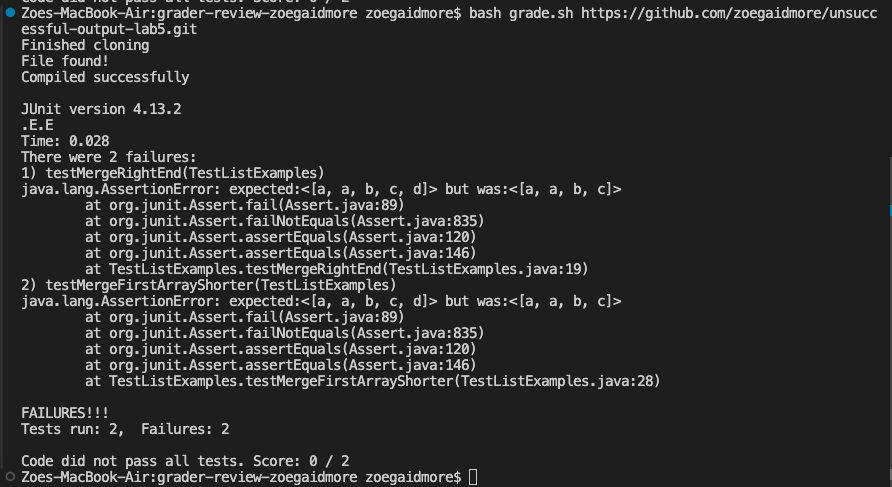 Code did not pass all tests. Score: 0 / 2
Zoes-MacBook-Air:grader-review-zoegaidmore zoegaidmore$ bash grade.sh https://github.com/zoegaidmore/unsucc
essful-output-lab5.git
Finished cloning
File found!
Compiled successfully
JUnit version 4.13.2
.E.E
Time: 0.028
There were 2 failures:
1) testMergeRightEnd(TestListExamples)
java.lang.AssertionError: expected:<[a, a, b, c, d]> but was:<[a, a, b, c]>
at org.junit.Assert.fail(Assert.java:89)
at org.junit.Assert.failNotEquals(Assert.java:835)
at org.junit.Assert.assertEquals(Assert.java:120)
at org.junit.Assert.assertEquals(Assert.java:146)
at TestListExamples.testMergeRightEnd(TestListExamples.java:19)
2) testMergeFirstArrayShorter(TestListExamples)
java.lang.AssertionError: expected:<[a, a, b, c, d]> but was:<[a, a, b, c]>
at org.junit.Assert.fail(Assert.java:89)
at org.junit.Assert.failNotEquals(Assert.java:835)
at org.junit.Assert.assertEquals(Assert.java:120)
at org.junit.Assert.assertEquals(Assert.java:146)
at TestListExamples.testMergeFirstArrayShorter(TestListExamples.java:28)
FAILURES!!!
Tests run: 2,  Failures: 2
Code did not pass all tests. Score: 0 / 2
Zoes-MacBook-Air:grader-review-zoegaidmore zoegaidmore$